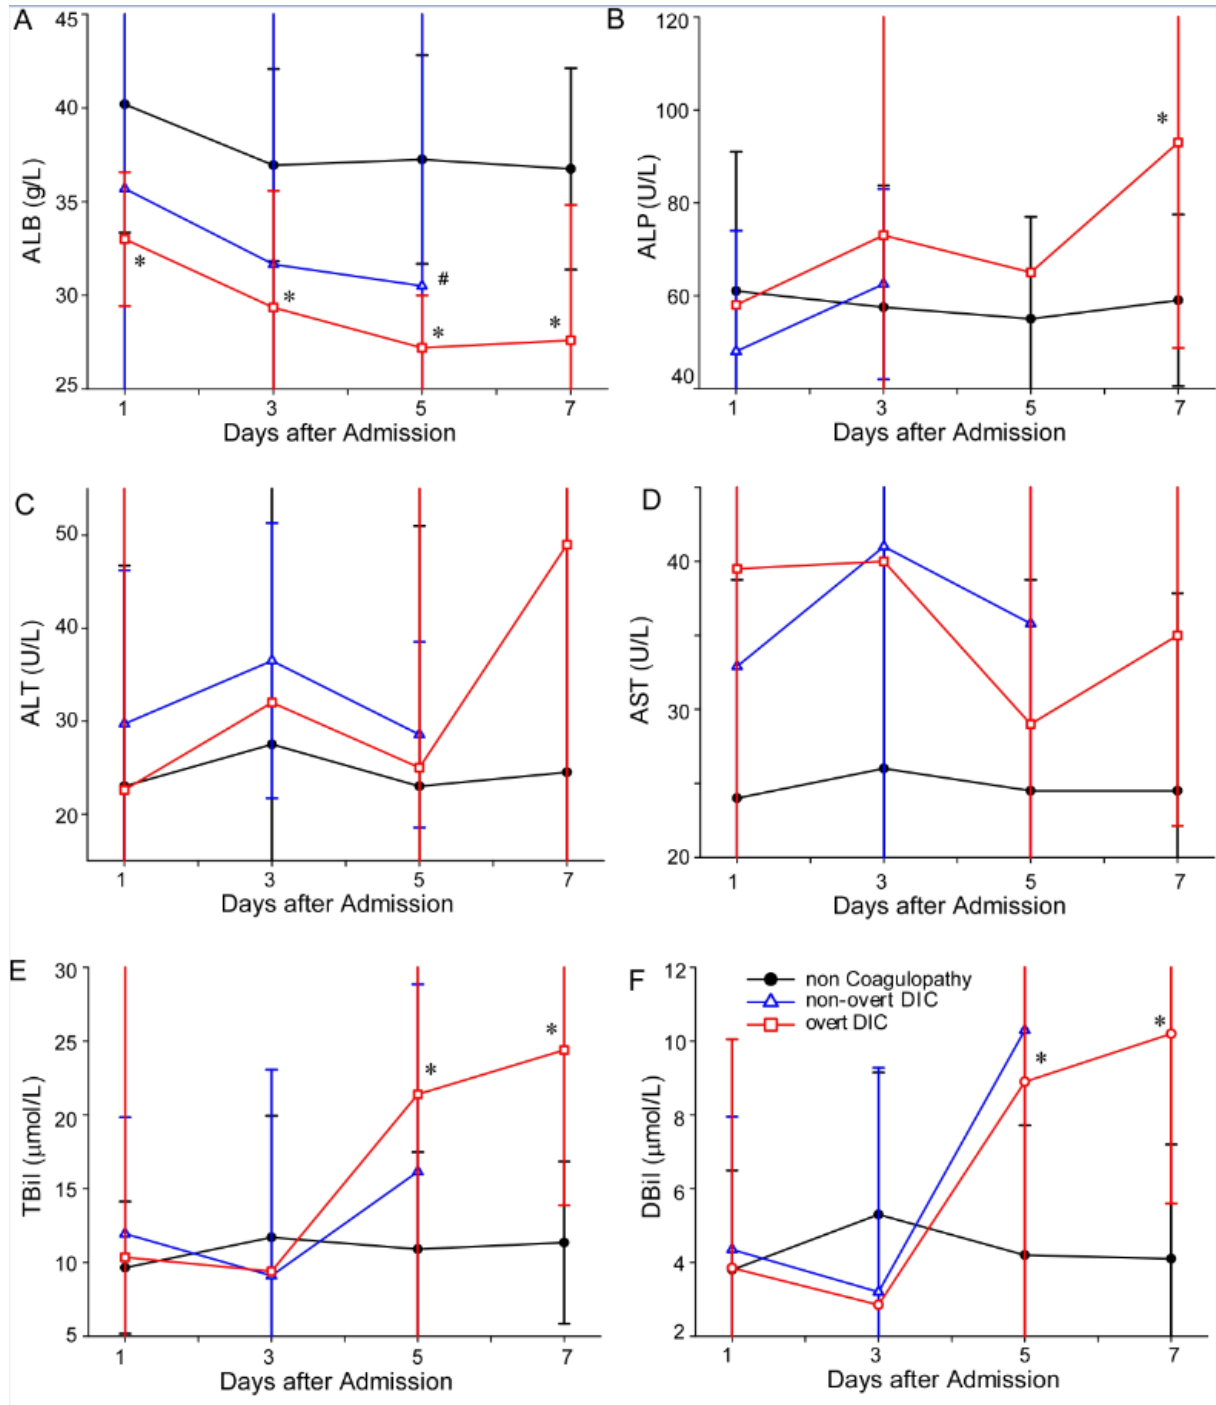 A
45
40
35
30
25
ALB (g/L)
*
*
*
*
#
1 3 5 7
Days after Admission
B
120
100
80
60
40
ALP (U/L)
*
1 3 5 7
Days after Admission
C
50
40
30
20
ALT (U/L)
1 3 5 7
Days after Admission
D
40
30
20
AST (U/L)
1 3 5 7
Days after Admission
E
30
25
20
15
10
5
TBil (μmol/L)
*
*
1 3 5 7
Days after Admission
F
12
10
8
6
4
2
DBil (μmol/L)
non Coagulopathy
non-overt DIC
overt DIC
*
*
1 3 5 7
Days after Admission